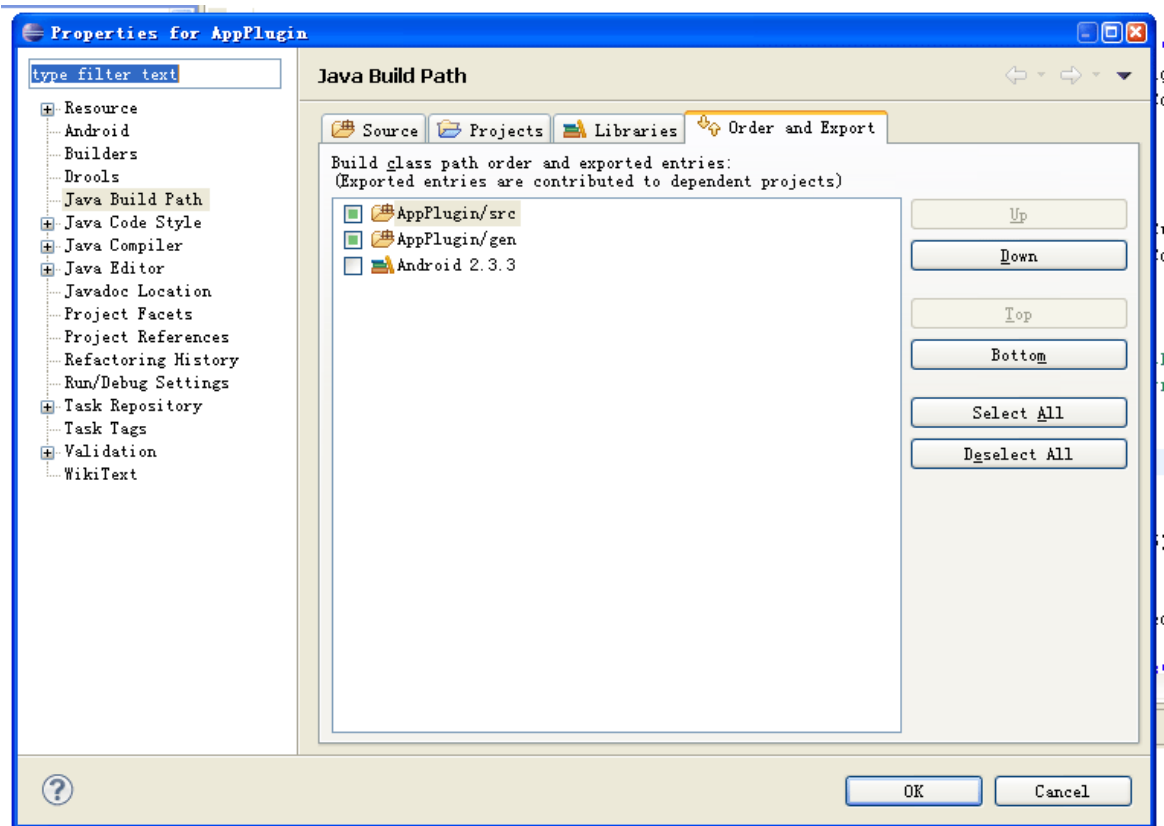 Properties for AppPlugin
type filter text
Resource
Android
Builders
Drools
Java Build Path
Java Code Style
Java Compiler
Java Editor
Javadoc Location
Project Facets
Project References
Refactoring History
Run/Debug Settings
Task Repository
Task Tags
Validation
WikiText
Java Build Path
Source
Projects
Libraries
Order and Export
Build class path order and exported entries:
(Exported entries are contributed to dependent projects)
AppPlugin/src
AppPlugin/gen
Android 2.3.3
Up
Down
Top
Bottom
Select All
Deselect All
OK
Cancel